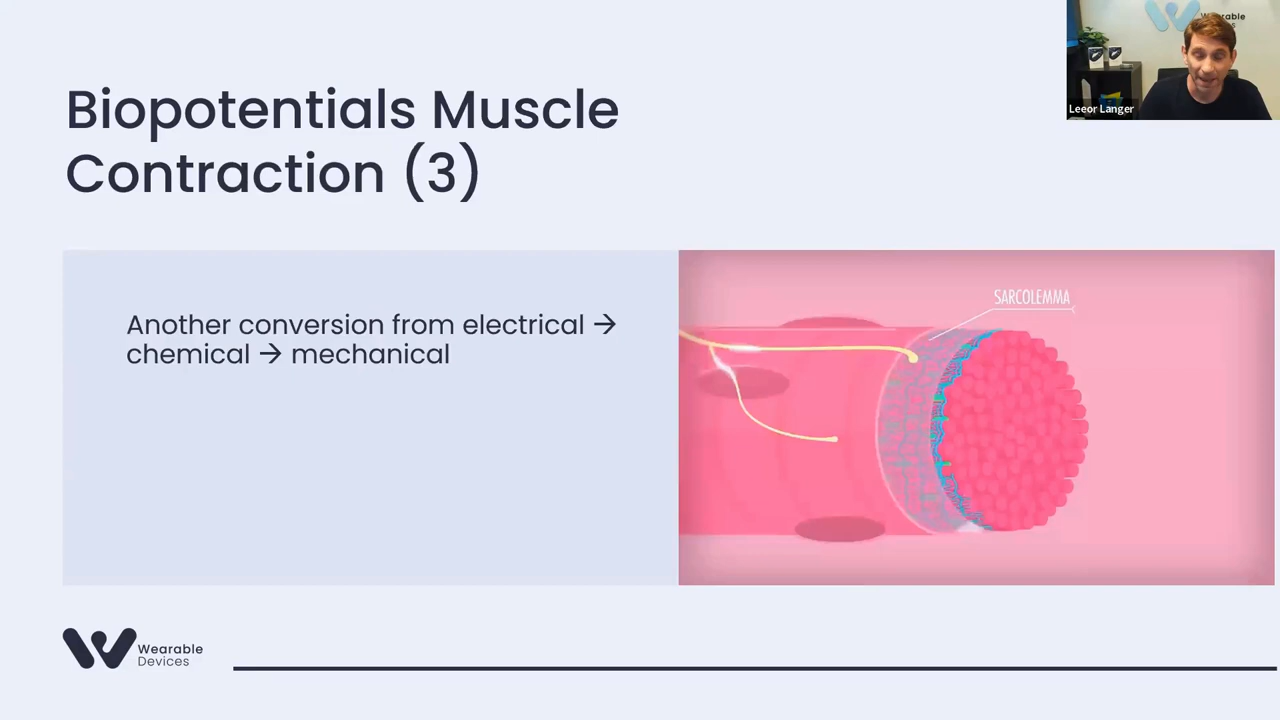 Biopotentials Muscle
Contraction (3)
Another conversion from electrical →
chemical → mechanical
SARCOLEMMA
Wearable
Devices
Leeor Langer